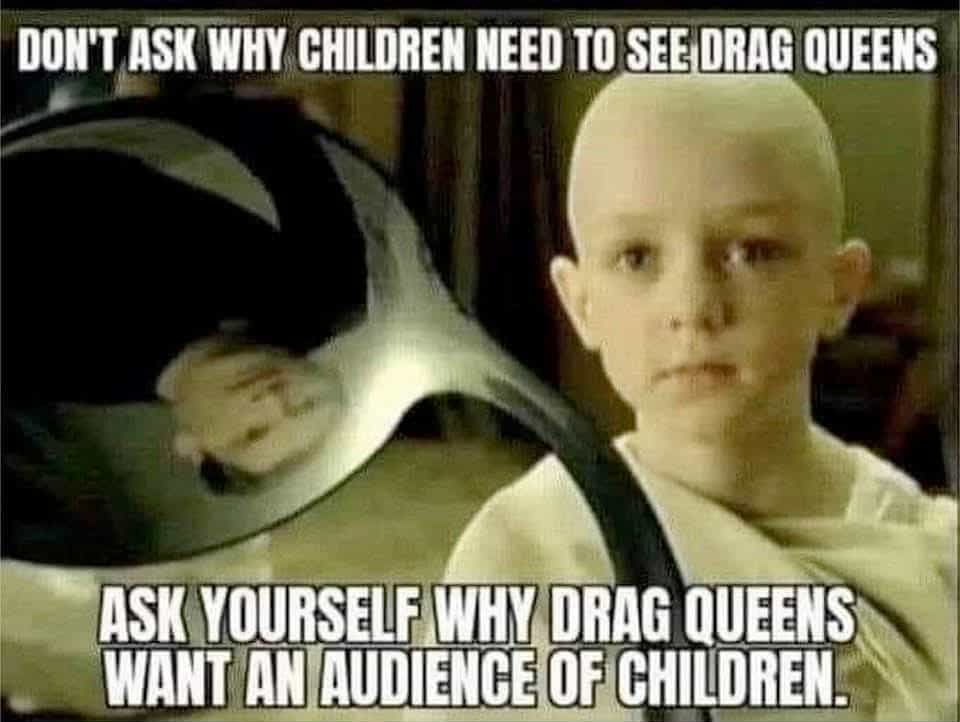 DON'T ASK WHY CHILDREN NEED TO SEE DRAG QUEENS
ASK YOURSELF WHY DRAG QUEENS
WANT AN AUDIENCE OF CHILDREN.